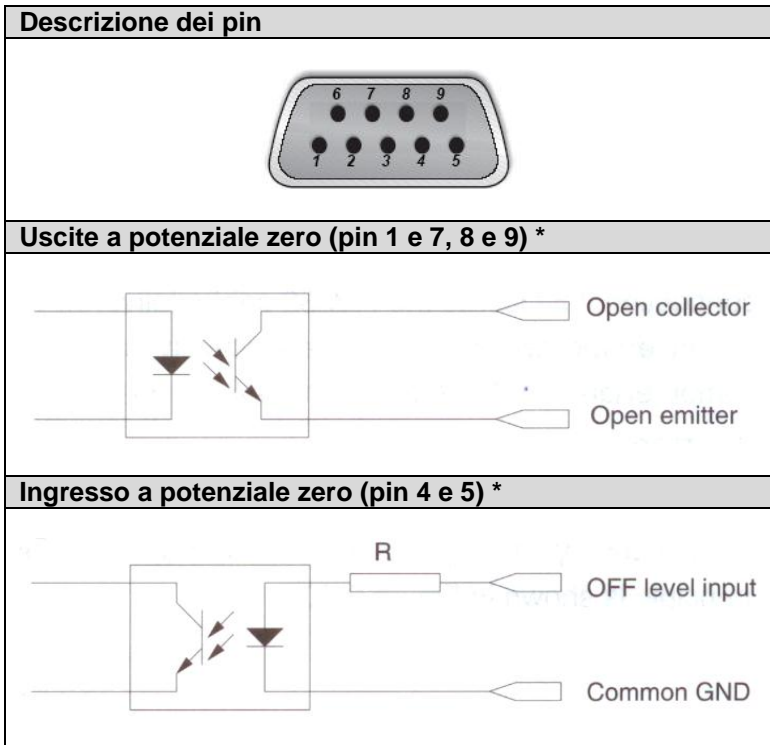 Descrizione dei pin
6 7 8 9
1 2 3 4 5
Uscite a potenziale zero (pin 1 e 7, 8 e 9) *
Open collector
Open emitter
Ingresso a potenziale zero (pin 4 e 5) *
R
OFF level input
Common GND